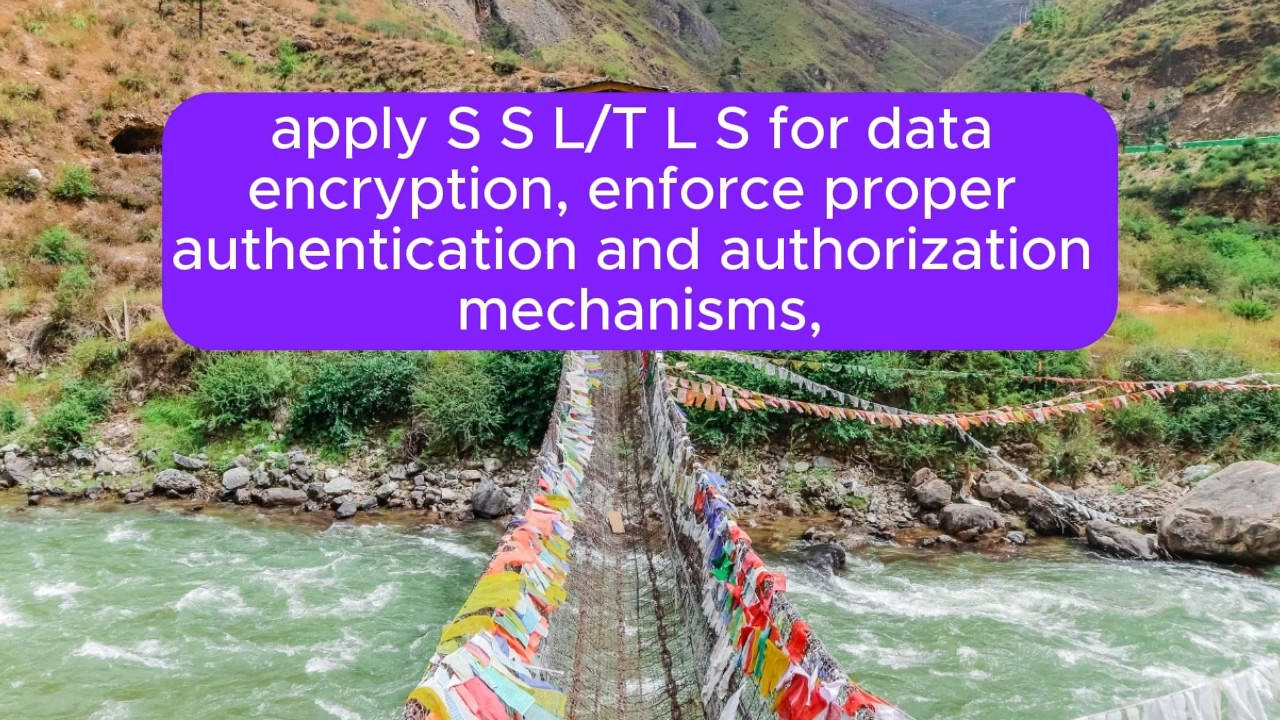 apply S S L/T L S for data
encryption, enforce proper
authentication and authorization
mechanisms,